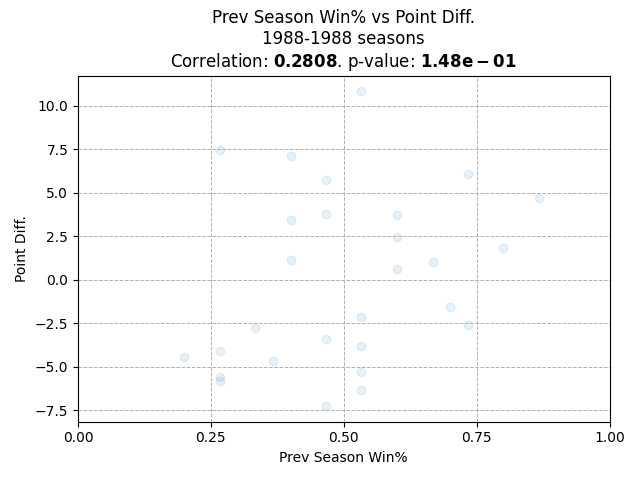 Prev Season Win% vs Point Diff.
1988-1988 seasons
Correlation: 0.2808. p-value: 1.48e − 01
10.0
7.5
5.0
2.5
0.0
−2.5
−5.0
−7.5
Point Diff.
0.00 0.25 0.50 0.75 1.00
Prev Season Win%